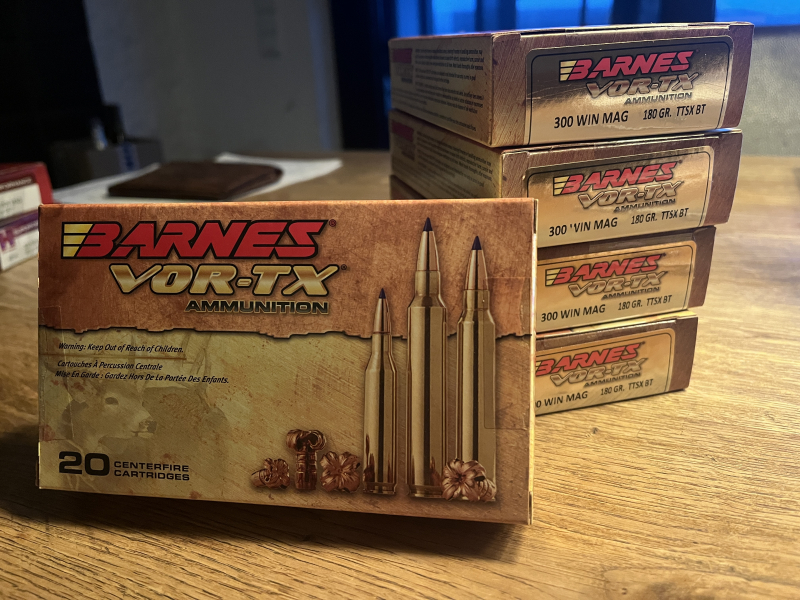 BARNES
VOR-TX
AMMUNITION
Warning: Keep Out of Reach of Children.
Cartouches À Percussion Centrale
Mise En Garde : Gardez Hors De La Portée Des Enfants.
20 CENTERFIRE
CARTRIDGES
BARNES
VOR-TX
AMMUNITION
300 WIN MAG 180 GR. TTSX BT
BARNES
VOR-TX
AMMUNITION
300 WIN MAG 180 GR. TTSX BT
BARNES
VOR-TX
AMMUNITION
300 WIN MAG 180 GR. TTSX BT
BARNES
VOR-TX
AMMUNITION
00 WIN MAG 180 GR. TTSX BT